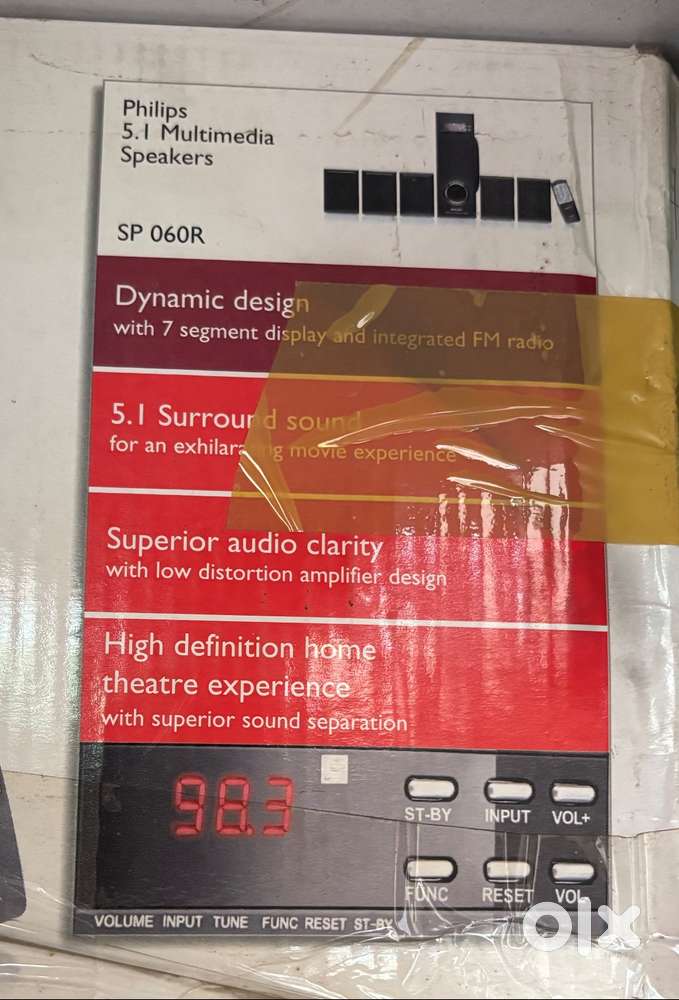 Philips
5.1 Multimedia
Speakers
SP 060R
Dynamic design
with 7 segment display and integrated FM radio
5.1 Surround sound
for an exhilarating movie experience
Superior audio clarity
with low distortion amplifier design
High definition home
theatre experience
with superior sound separation
98.3
ST-BY INPUT VOL+
FUNC RESET VOL-
VOLUME INPUT TUNE FUNC RESET ST-BY
olx